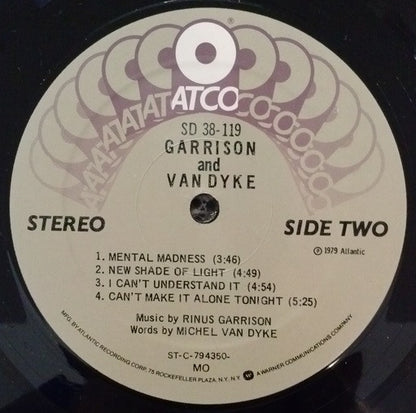 ATCO
SD 38-119
GARRISON
and
VAN DYKE
STEREO
SIDE TWO
℗ 1979 Atlantic
1. MENTAL MADNESS (3:46)
2. NEW SHADE OF LIGHT (4:49)
3. I CAN'T UNDERSTAND IT (4:54)
4. CAN'T MAKE IT ALONE TONIGHT (5:25)
Music by RINUS GARRISON
Words by MICHEL VAN DYKE
ST-C-794350-
MO
MFG. BY ATLANTIC RECORDING CORP. 75 ROCKEFELLER PLAZA, N.Y. N.Y. A WARNER COMMUNICATIONS COMPANY